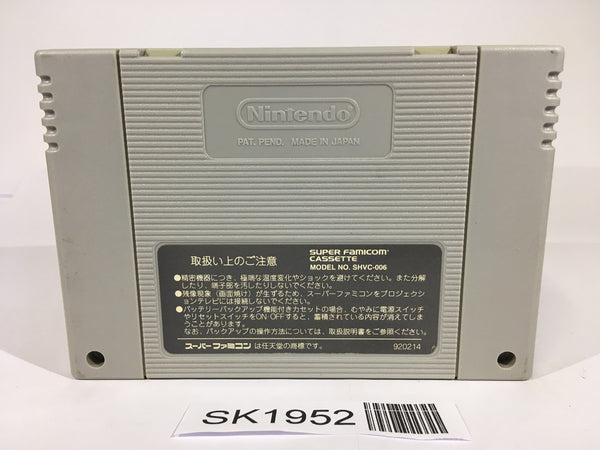 Nintendo
PAT. PEND. MADE IN JAPAN
取扱い上のご注意
SUPER FAMICOM
CASSETTE
MODEL NO. SHVC-006
●精密機器につき、極端な温度変化やショックを避けてください。また分解
したり、端子部を汚したりしないでください。
●残像現象（画面焼け）が生ずるため、スーパーファミコンをプロジェクシ
ョンテレビには接続しないでください。
●バッテリーバックアップ機能付きカセットの場合、むやみに電源スイッチ
やリセットスイッチをON・OFFすると、蓄積されている内容が消えてしま
うことがあります。
なお、バックアップの操作方法については、取扱説明書をご参照ください。
スーパーファミコン は任天堂の商標です。
920214
SK1952